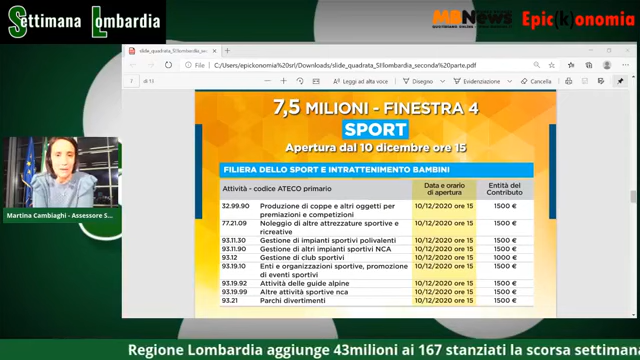 Settimana Lombardia
MBNews
Epic(k)onomia
slide_quadrata_SIlombardia_seconda
File
C:/Users/epickonomia%20srl/Downloads/slide_quadrata_SIlombardia_seconda%20parte.pdf
7 di 15
Leggi ad alta voce
Disegno
Evidenziazione
Cancella
7,5 MILIONI - FINESTRA 4
SPORT
Apertura dal 10 dicembre ore 15
FILIERA DELLO SPORT E INTRATTENIMENTO BAMBINI
Attività - codice ATECO primario
Data e orario di apertura
Entità del Contributo
32.99.90 Produzione di coppe e altri oggetti per premiazioni e competizioni 10/12/2020 ore 15 1500 €
77.21.09 Noleggio di altre attrezzature sportive e ricreative 10/12/2020 ore 15 1500 €
93.11.30 Gestione di impianti sportivi polivalenti 10/12/2020 ore 15 1500 €
93.11.90 Gestione di altri impianti sportivi NCA 10/12/2020 ore 15 1500 €
93.12 Gestione di club sportivi 10/12/2020 ore 15 1000 €
93.19.10 Enti e organizzazioni sportive, promozione di eventi sportivi 10/12/2020 ore 15 1500 €
93.19.92 Attività delle guide alpine 10/12/2020 ore 15 1500 €
93.19.99 Altre attività sportive nca 10/12/2020 ore 15 1500 €
93.21 Parchi divertimenti 10/12/2020 ore 15 1500 €
Martina Cambiaghi - Assessore S...
Regione Lombardia aggiunge 43milioni ai 167 stanziati la scorsa settimana